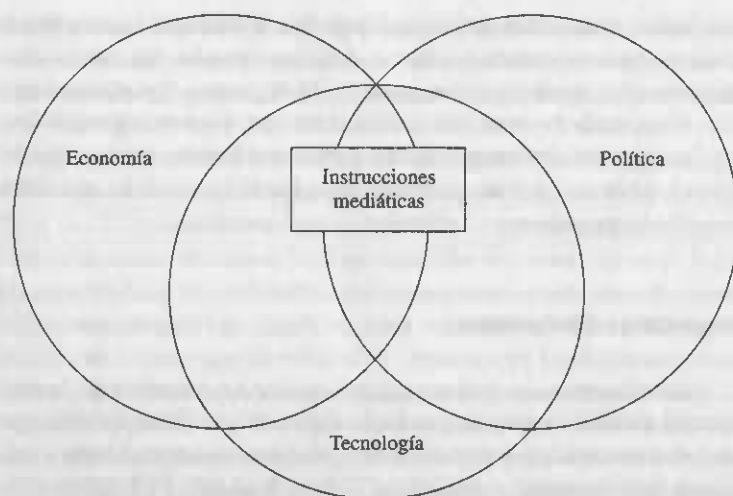 Economía
Política
Instrucciones
mediáticas
Tecnología